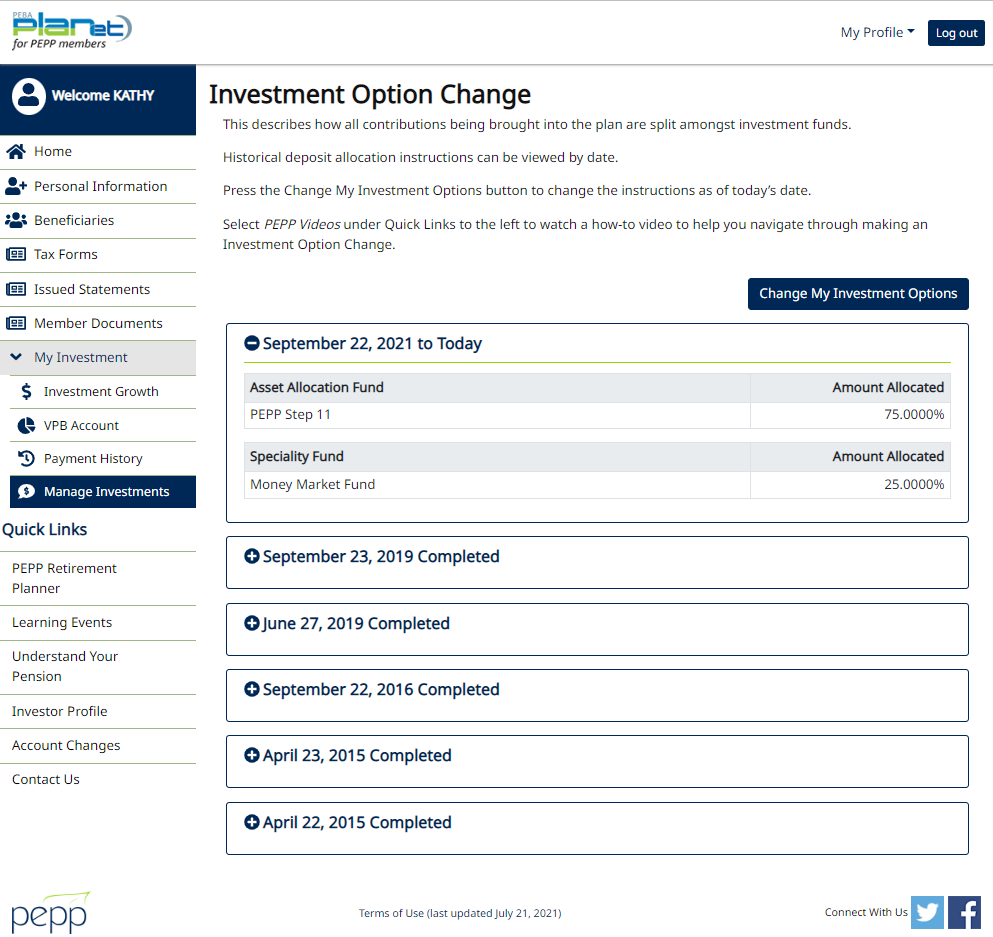 PEBA
planet
for PEPP members
My Profile
Log out
Welcome KATHY
Home
Personal Information
Beneficiaries
Tax Forms
Issued Statements
Member Documents
My Investment
Investment Growth
VPB Account
Payment History
Manage Investments
Quick Links
PEPP Retirement
Planner
Learning Events
Understand Your
Pension
Investor Profile
Account Changes
Contact Us
Investment Option Change
This describes how all contributions being brought into the plan are split amongst investment funds.
Historical deposit allocation instructions can be viewed by date.
Press the Change My Investment Options button to change the instructions as of today’s date.
Select PEPP Videos under Quick Links to the left to watch a how-to video to help you navigate through making an
Investment Option Change.
Change My Investment Options
September 22, 2021 to Today
Asset Allocation Fund Amount Allocated
PEPP Step 11 75.0000%
Speciality Fund Amount Allocated
Money Market Fund 25.0000%
September 23, 2019 Completed
June 27, 2019 Completed
September 22, 2016 Completed
April 23, 2015 Completed
April 22, 2015 Completed
pepp
Terms of Use (last updated July 21, 2021)
Connect With Us